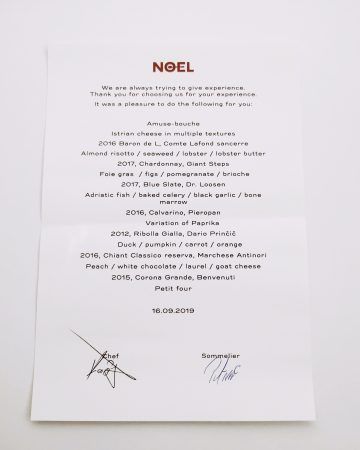 NOEL
We are always trying to give experience.
Thank you for choosing us for your experience.
It was a pleasure to do the following for you:
Amuse-bouche
Istrian cheese in multiple textures
2016 Baron de L, Comte Lafond sancerre
Almond risotto / seaweed / lobster / lobster butter
2017, Chardonnay, Giant Steps
Foie gras / figs / pomegranate / brioche
2017, Blue Slate, Dr. Loosen
Adriatic fish / baked celery / black garlic / bone
marrow
2016, Calvarino, Pieropan
Variation of Paprika
2012, Ribolla Gialla, Dario Prinčič
Duck / pumpkin / carrot / orange
2016, Chiant Classico reserva, Marchese Antinori
Peach / white chocolate / laurel / goat cheese
2015, Corona Grande, Benvenuti
Petit four
16.09.2019
Chef Sommelier